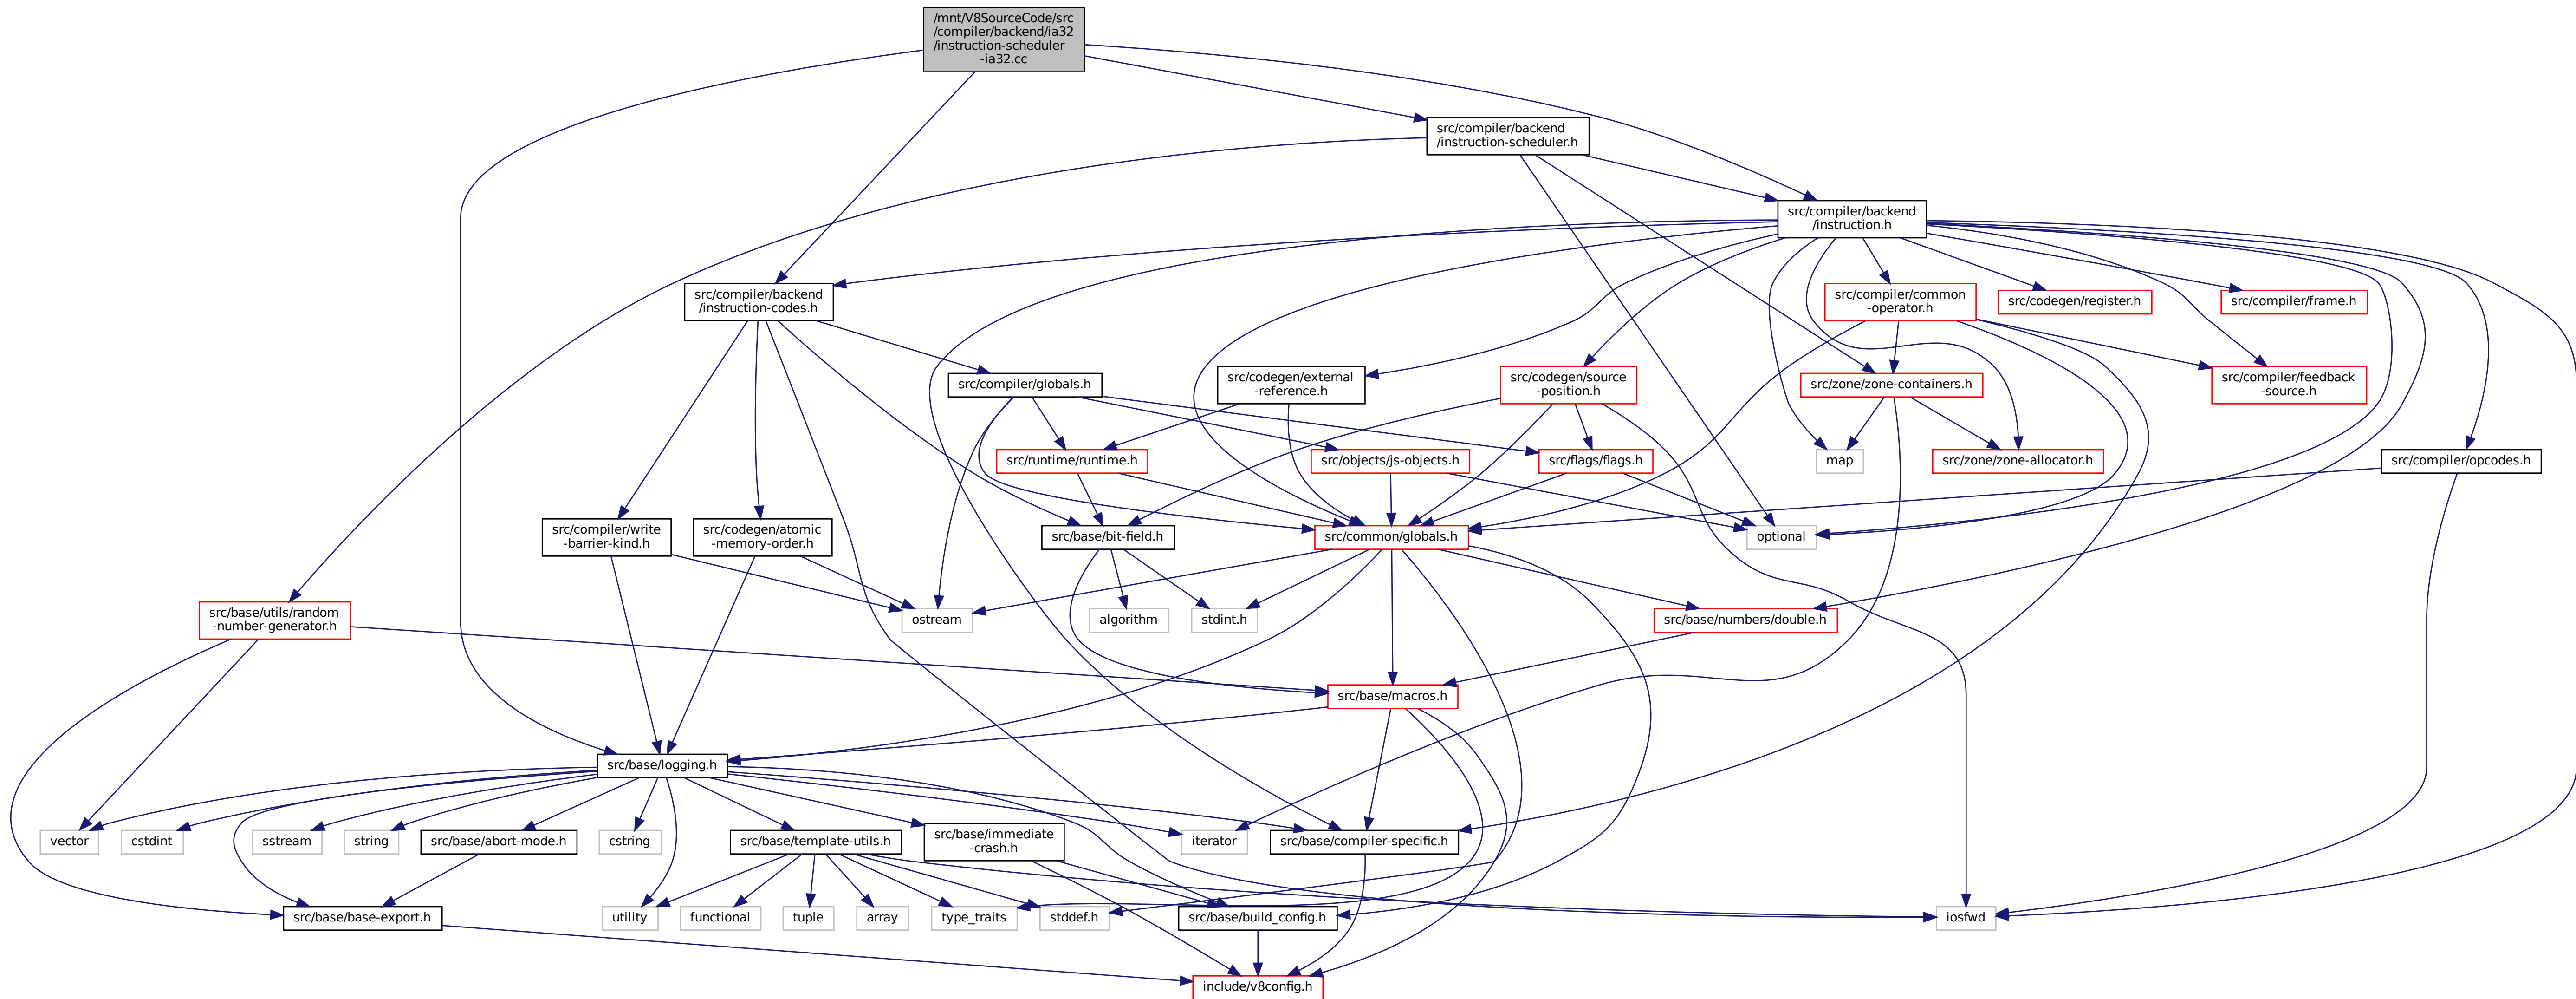 /mnt/V8SourceCode/src
/compiler/backend/ia32
/instruction-scheduler
-ia32.cc
src/compiler/backend
/instruction-scheduler.h
src/compiler/backend
/instruction.h
src/compiler/backend
/instruction-codes.h
src/compiler/common
-operator.h
src/codegen/register.h
src/compiler/frame.h
src/compiler/globals.h
src/codegen/external
-reference.h
src/codegen/source
-position.h
src/zone/zone-containers.h
src/compiler/feedback
-source.h
src/runtime/runtime.h
src/objects/js-objects.h
src/flags/flags.h
map
src/zone/zone-allocator.h
src/compiler/opcodes.h
src/compiler/write
-barrier-kind.h
src/codegen/atomic
-memory-order.h
src/base/bit-field.h
src/common/globals.h
optional
src/base/utils/random
-number-generator.h
ostream
algorithm
stdint.h
src/base/numbers/double.h
src/base/macros.h
src/base/logging.h
vector
cstdint
sstream
string
src/base/abort-mode.h
cstring
src/base/template-utils.h
src/base/immediate
-crash.h
iterator
src/base/compiler-specific.h
src/base/base-export.h
utility
functional
tuple
array
type_traits
stddef.h
src/base/build_config.h
iosfwd
include/v8config.h